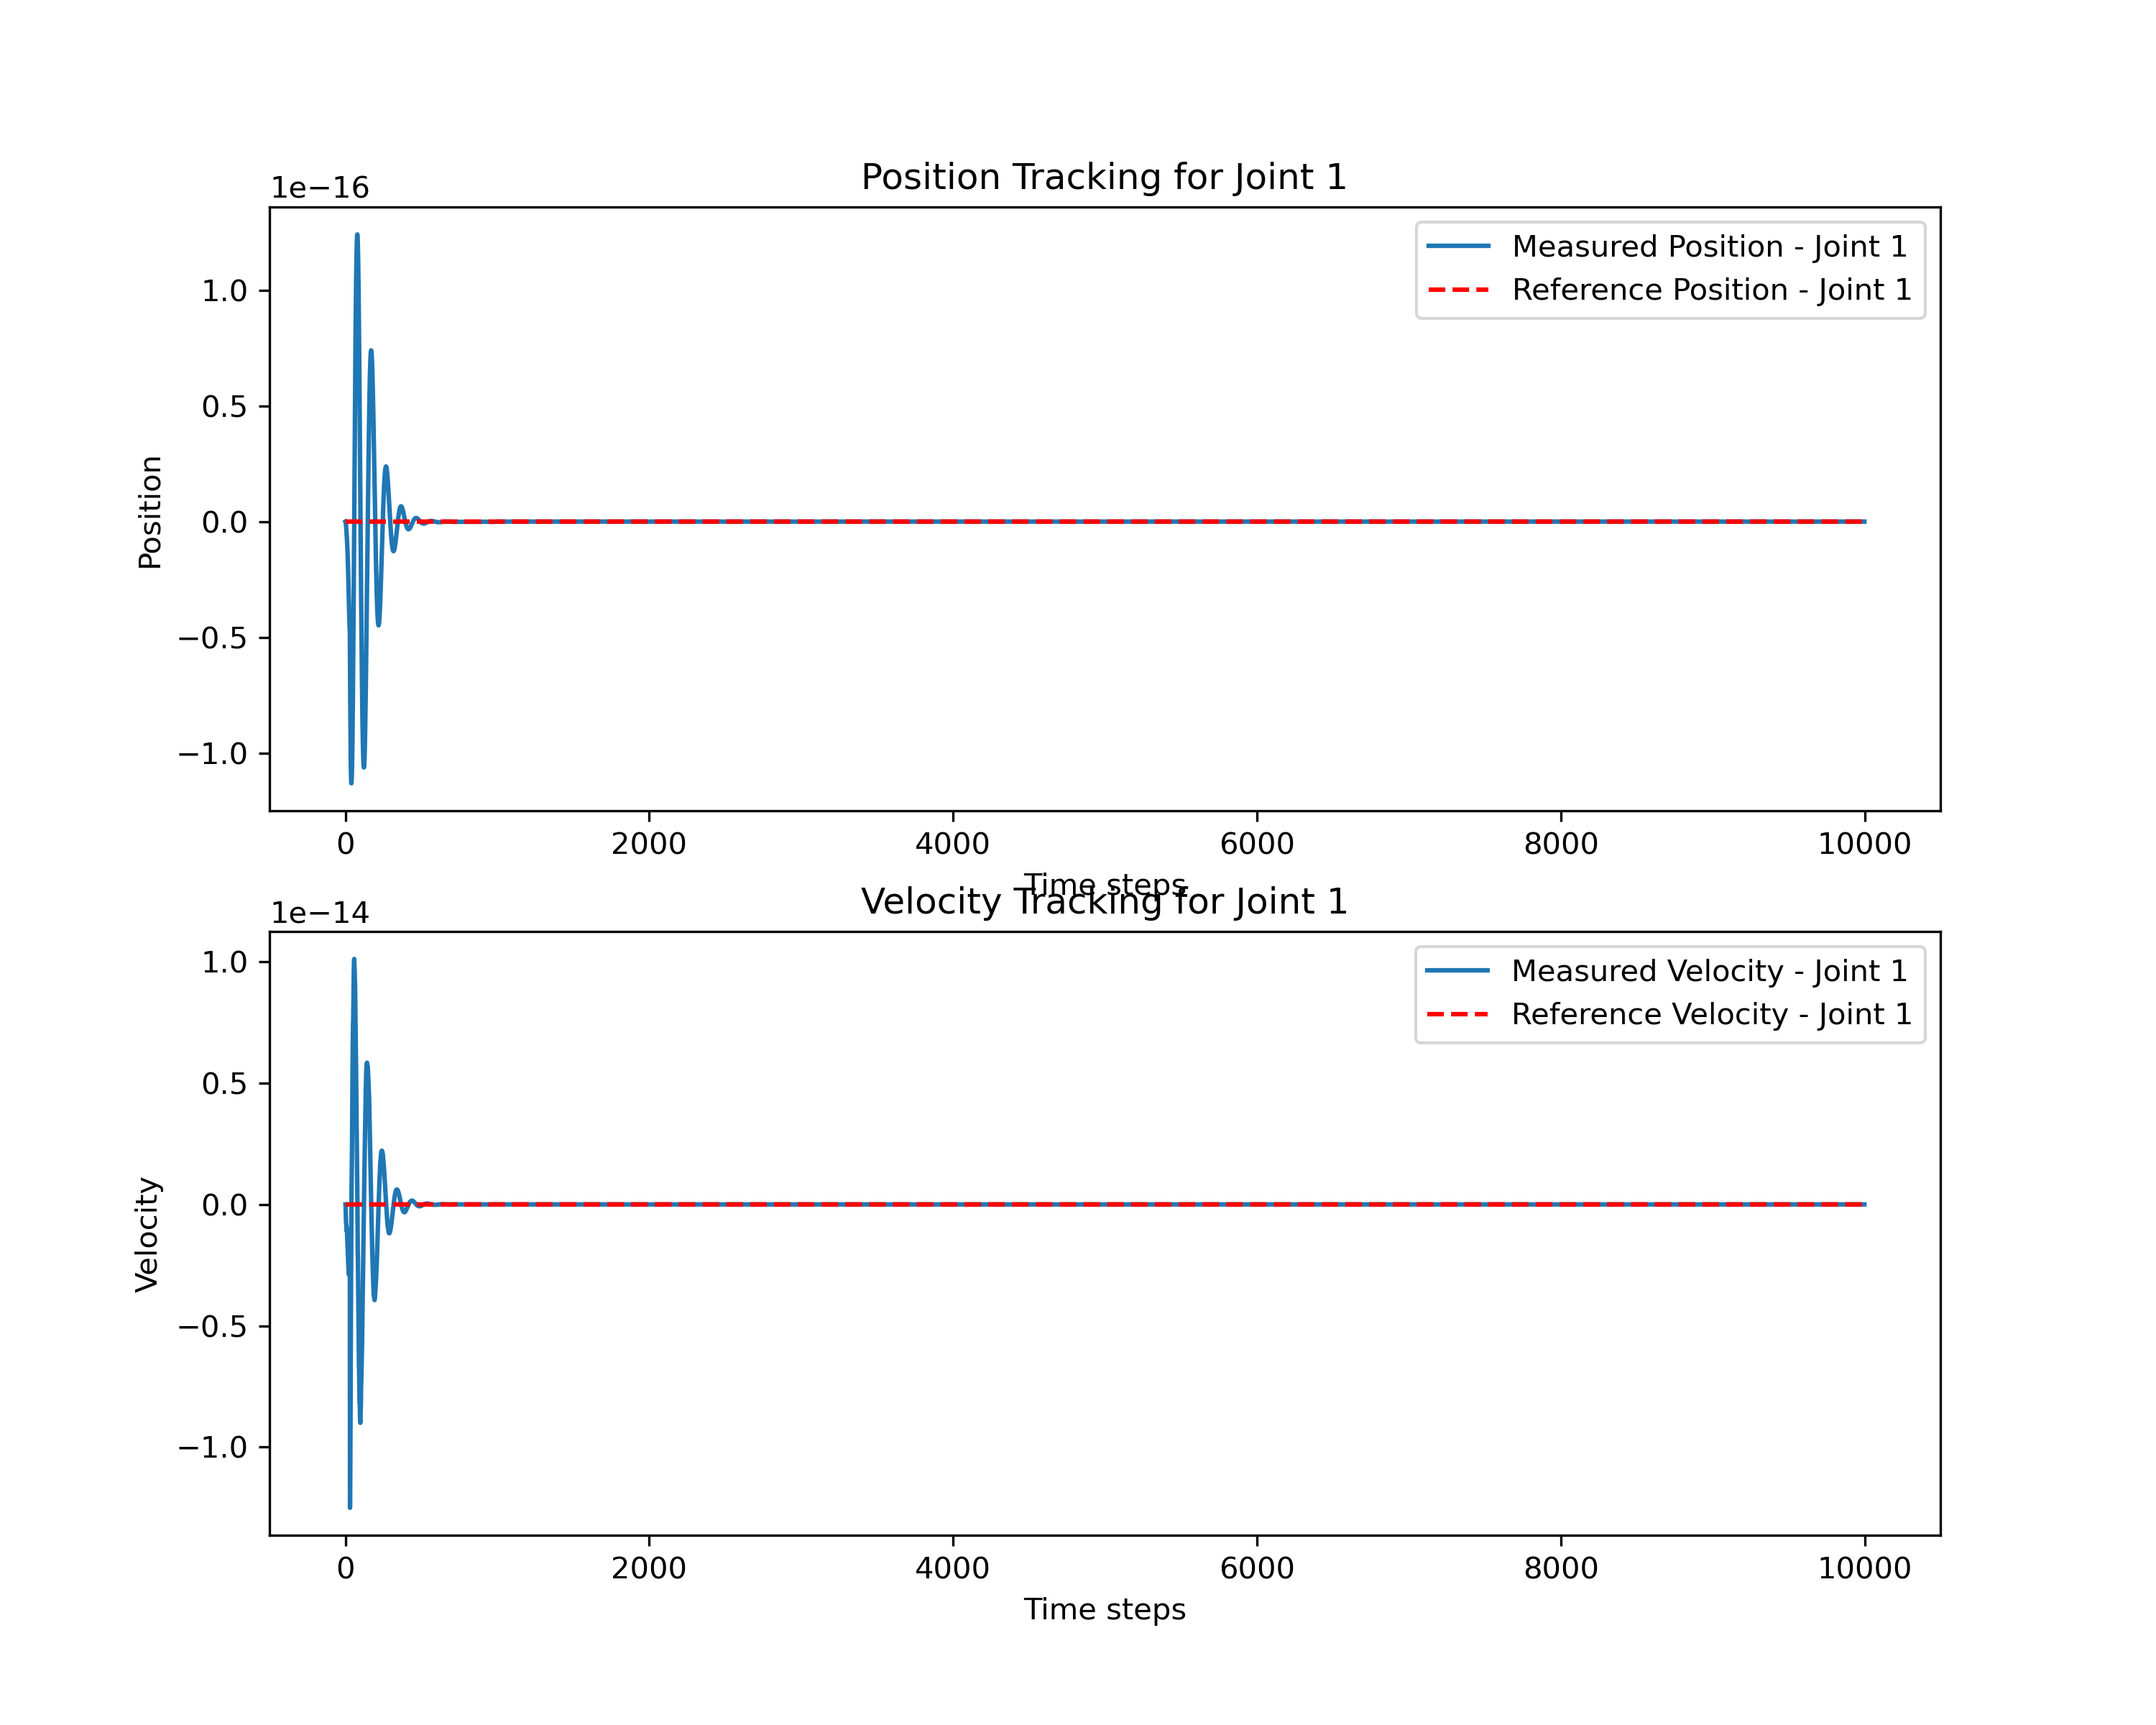 Position Tracking for Joint 1
1e−16
Measured Position - Joint 1
Reference Position - Joint 1
1.0
0.5
0.0
−0.5
−1.0
Position
0 2000 4000 6000 8000 10000
Time steps
Velocity Tracking for Joint 1
1e−14
Measured Velocity - Joint 1
Reference Velocity - Joint 1
1.0
0.5
0.0
−0.5
−1.0
Velocity
0 2000 4000 6000 8000 10000
Time steps